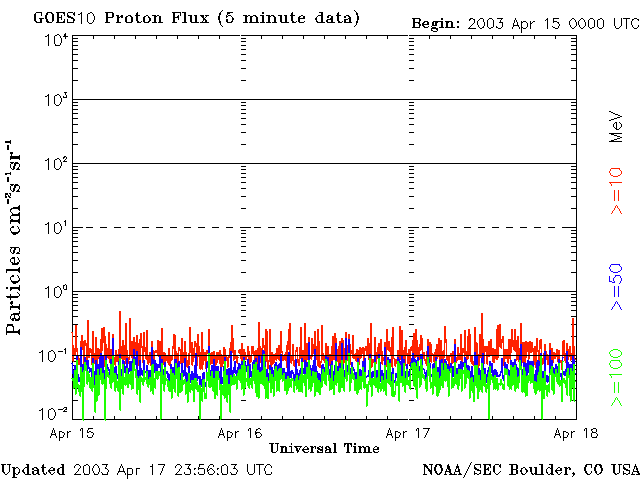 GOES10 Proton Flux (5 minute data)
Begin: 2003 Apr 15 0000 UTC
Particles cm⁻²s⁻¹sr⁻¹
10⁴
10³
10²
10¹
10⁰
10⁻¹
10⁻²
Apr 15 Apr 16 Apr 17 Apr 18
Universal Time
MeV
>=10
>=50
>=100
Updated 2003 Apr 17 23:56:03 UTC
NOAA/SEC Boulder, CO USA